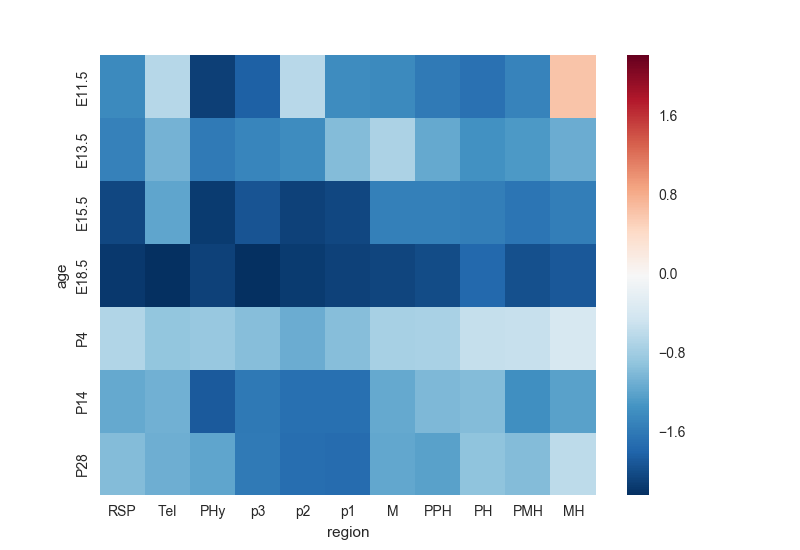 E11.5
E13.5
E15.5
E18.5
P4
P14
P28
age
RSP Tel PHy p3 p2 p1 M PPH PH PMH MH
region
1.6
0.8
0.0
−0.8
−1.6